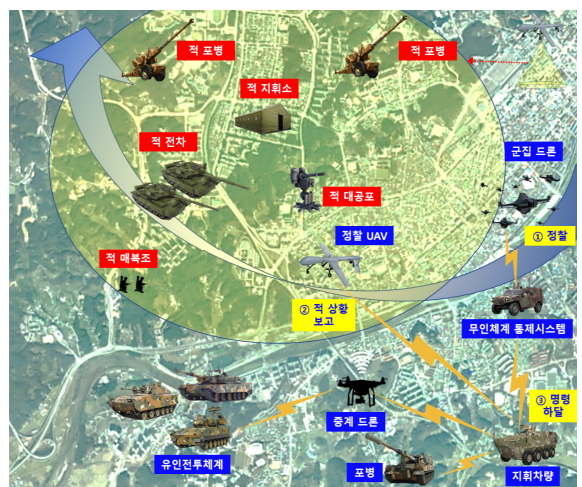 적 포병
적 포병
적 지휘소
적 전차
군집 드론
적 대공포
정찰 UAV
① 정찰
적 매복조
② 적 상황
보고
무인체계 통제시스템
③ 명령
하달
중계 드론
유인전투체계
포병
지휘차량